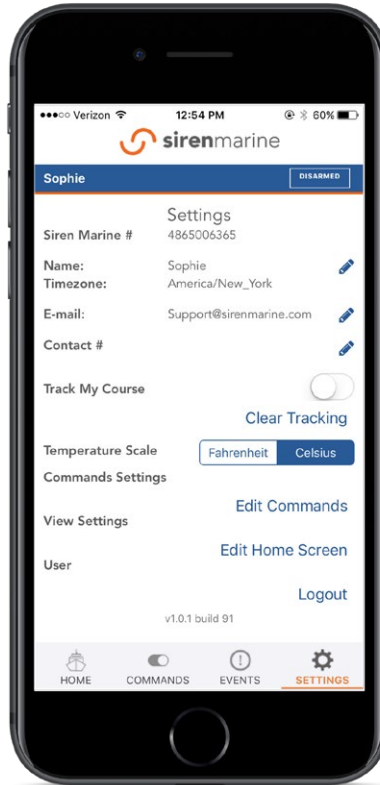 Verizon 12:54 PM 60%
sirenmarine
Sophie DISARMED
Settings
Siren Marine # 4865006365
Name: Sophie
Timezone: America/New_York
E-mail: Support@sirenmarine.com
Contact #
Track My Course
Clear Tracking
Temperature Scale Fahrenheit Celsius
Commands Settings
Edit Commands
View Settings
Edit Home Screen
User
Logout
v1.0.1 build 91
HOME COMMANDS EVENTS SETTINGS